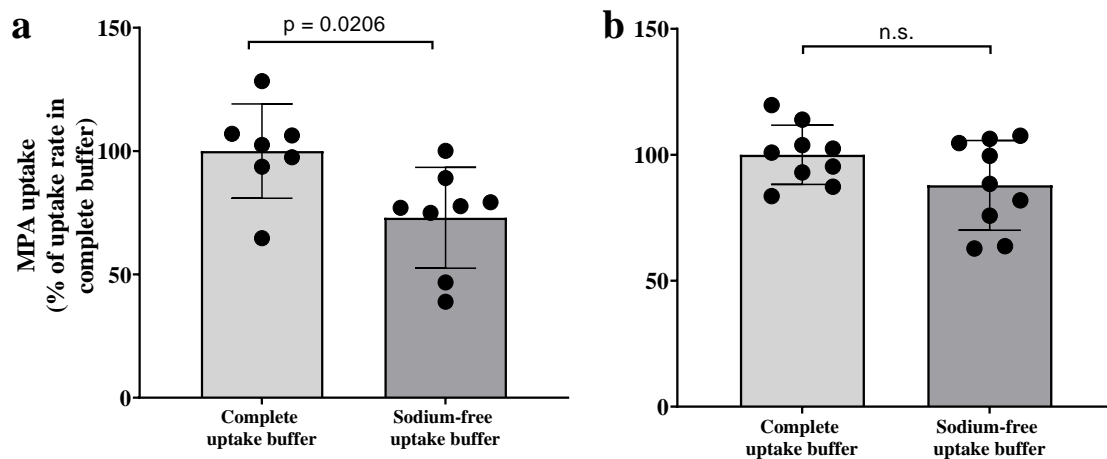 a
p = 0.0206
MPA uptake
(% of uptake rate in
complete buffer)
150
100
50
0
Complete
uptake buffer
Sodium-free
uptake buffer
b
n.s.
150
100
50
0
Complete
uptake buffer
Sodium-free
uptake buffer